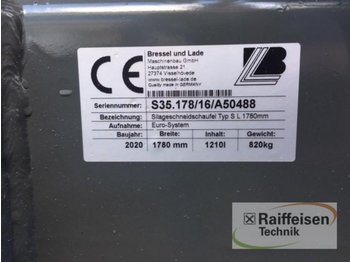 CE
Bressel und Lade
Maschinenbau GmbH
Hauptstrasse 21
27374 Visselhövede
www.bressel-lade.de
Quality made in GERMANY
LB
Seriennummer: S35.178/16/A50488
Bezeichnung: Silageschneidschaufel Typ S L 1780mm
Aufnahme: Euro-System
Baujahr: Breite: Inhalt: Gewicht:
2020 1780 mm 1210l 820kg
Raiffeisen
Technik